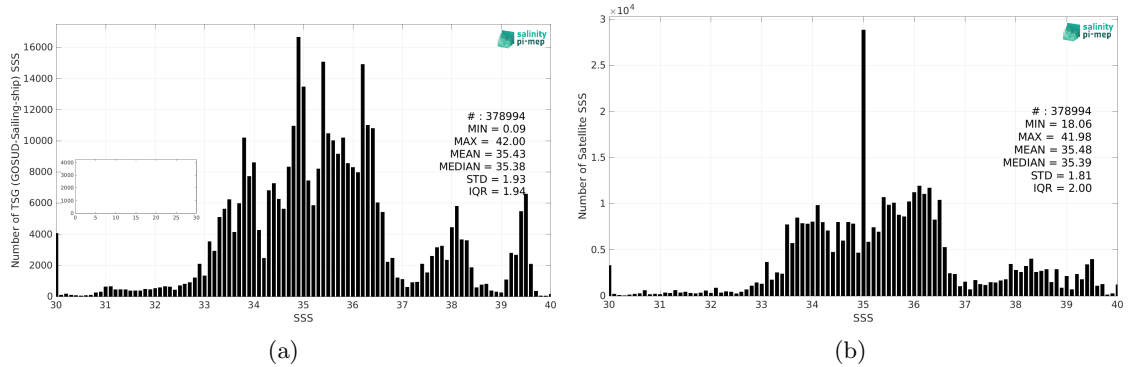 Number of TSG (GOSUD-Sailing-ship) SSS
16000
14000
12000
10000
8000
6000
4000
2000
0
30
31
32
33
34
35
36
37
38
39
40
SSS
4000
3000
2000
1000
0
0
5
10
15
20
25
30
salinity
pi-mep
# : 378994
MIN = 0.09
MAX = 42.00
MEAN = 35.43
MEDIAN = 35.38
STD = 1.93
IQR = 1.94
(a)
Number of Satellite SSS
×10⁴
3
2.5
2
1.5
1
0.5
0
30
31
32
33
34
35
36
37
38
39
40
SSS
salinity
pi-mep
# : 378994
MIN = 18.06
MAX = 41.98
MEAN = 35.48
MEDIAN = 35.39
STD = 1.81
IQR = 2.00
(b)